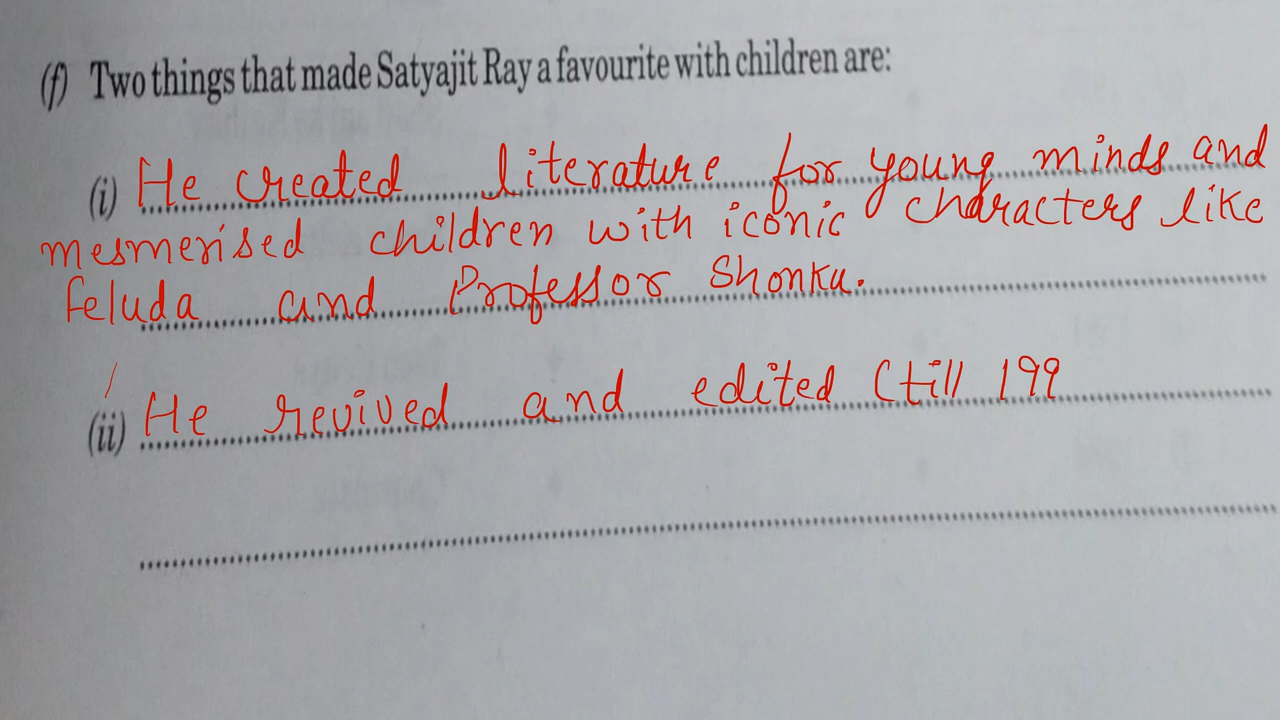 (f) Two things that made Satyajit Ray a favourite with children are:
(i) He created literature for young minds and
mesmerised children with iconic characters like
Feluda and Professor Shonku.
(ii) He revived and edited (till 199